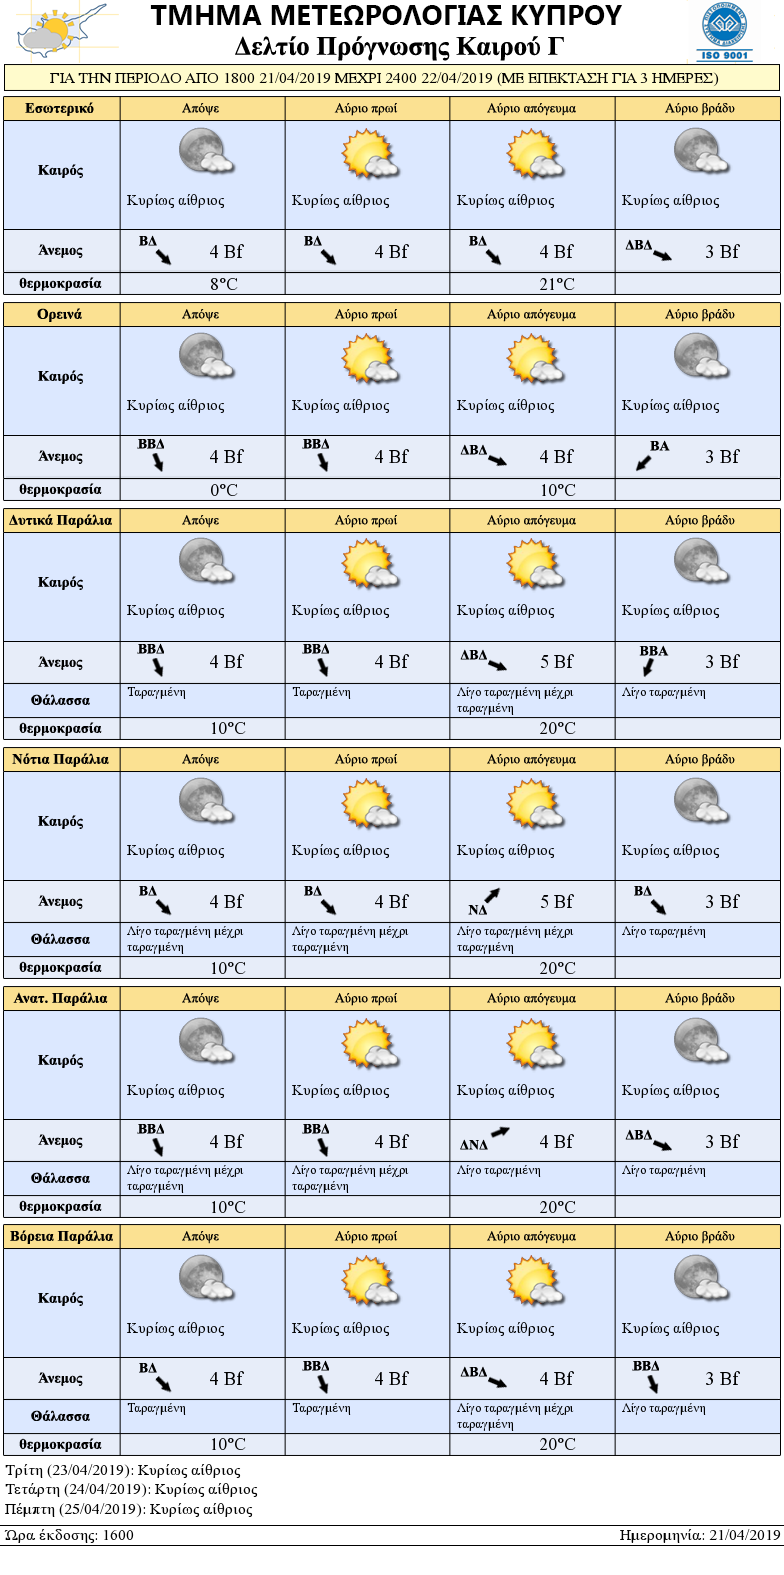 ΤΜΗΜΑ ΜΕΤΕΩΡΟΛΟΓΙΑΣ ΚΥΠΡΟΥ
Δελτίο Πρόγνωσης Καιρού Γ
ISO 9001
ΓΙΑ ΤΗΝ ΠΕΡΙΟΔΟ ΑΠΟ 1800 21/04/2019 ΜΕΧΡΙ 2400 22/04/2019 (ΜΕ ΕΠΕΚΤΑΣΗ ΓΙΑ 3 ΗΜΕΡΕΣ)
Εσωτερικό Απόψε Αύριο πρωί Αύριο απόγευμα Αύριο βράδυ
Καιρός
Κυρίως αίθριος Κυρίως αίθριος Κυρίως αίθριος Κυρίως αίθριος
Άνεμος ΒΔ 4 Bf ΒΔ 4 Bf ΒΔ 4 Bf ΔΒΔ 3 Bf
θερμοκρασία 8°C 21°C
Ορεινά Απόψε Αύριο πρωί Αύριο απόγευμα Αύριο βράδυ
Καιρός
Κυρίως αίθριος Κυρίως αίθριος Κυρίως αίθριος Κυρίως αίθριος
Άνεμος ΒΒΔ 4 Bf ΒΒΔ 4 Bf ΔΒΔ 4 Bf ΒΑ 3 Bf
θερμοκρασία 0°C 10°C
Δυτικά Παράλια Απόψε Αύριο πρωί Αύριο απόγευμα Αύριο βράδυ
Καιρός
Κυρίως αίθριος Κυρίως αίθριος Κυρίως αίθριος Κυρίως αίθριος
Άνεμος ΒΒΔ 4 Bf ΒΒΔ 4 Bf ΔΒΔ 5 Bf ΒΒΑ 3 Bf
Θάλασσα Ταραγμένη Ταραγμένη Λίγο ταραγμένη μέχρι ταραγμένη Λίγο ταραγμένη
θερμοκρασία 10°C 20°C
Νότια Παράλια Απόψε Αύριο πρωί Αύριο απόγευμα Αύριο βράδυ
Καιρός
Κυρίως αίθριος Κυρίως αίθριος Κυρίως αίθριος Κυρίως αίθριος
Άνεμος ΒΔ 4 Bf ΒΔ 4 Bf ΝΔ 5 Bf ΒΔ 3 Bf
Θάλασσα Λίγο ταραγμένη μέχρι ταραγμένη Λίγο ταραγμένη μέχρι ταραγμένη Λίγο ταραγμένη μέχρι ταραγμένη Λίγο ταραγμένη
θερμοκρασία 10°C 20°C
Ανατ. Παράλια Απόψε Αύριο πρωί Αύριο απόγευμα Αύριο βράδυ
Καιρός
Κυρίως αίθριος Κυρίως αίθριος Κυρίως αίθριος Κυρίως αίθριος
Άνεμος ΒΒΔ 4 Bf ΒΒΔ 4 Bf ΔΝΔ 4 Bf ΔΒΔ 3 Bf
Θάλασσα Λίγο ταραγμένη μέχρι ταραγμένη Λίγο ταραγμένη μέχρι ταραγμένη Λίγο ταραγμένη Λίγο ταραγμένη
θερμοκρασία 10°C 20°C
Βόρεια Παράλια Απόψε Αύριο πρωί Αύριο απόγευμα Αύριο βράδυ
Καιρός
Κυρίως αίθριος Κυρίως αίθριος Κυρίως αίθριος Κυρίως αίθριος
Άνεμος ΒΔ 4 Bf ΒΒΔ 4 Bf ΔΒΔ 4 Bf ΒΒΔ 3 Bf
Θάλασσα Ταραγμένη Ταραγμένη Λίγο ταραγμένη μέχρι ταραγμένη Λίγο ταραγμένη
θερμοκρασία 10°C 20°C
Τρίτη (23/04/2019): Κυρίως αίθριος
Τετάρτη (24/04/2019): Κυρίως αίθριος
Πέμπτη (25/04/2019): Κυρίως αίθριος
Ώρα έκδοσης: 1600 Ημερομηνία: 21/04/2019